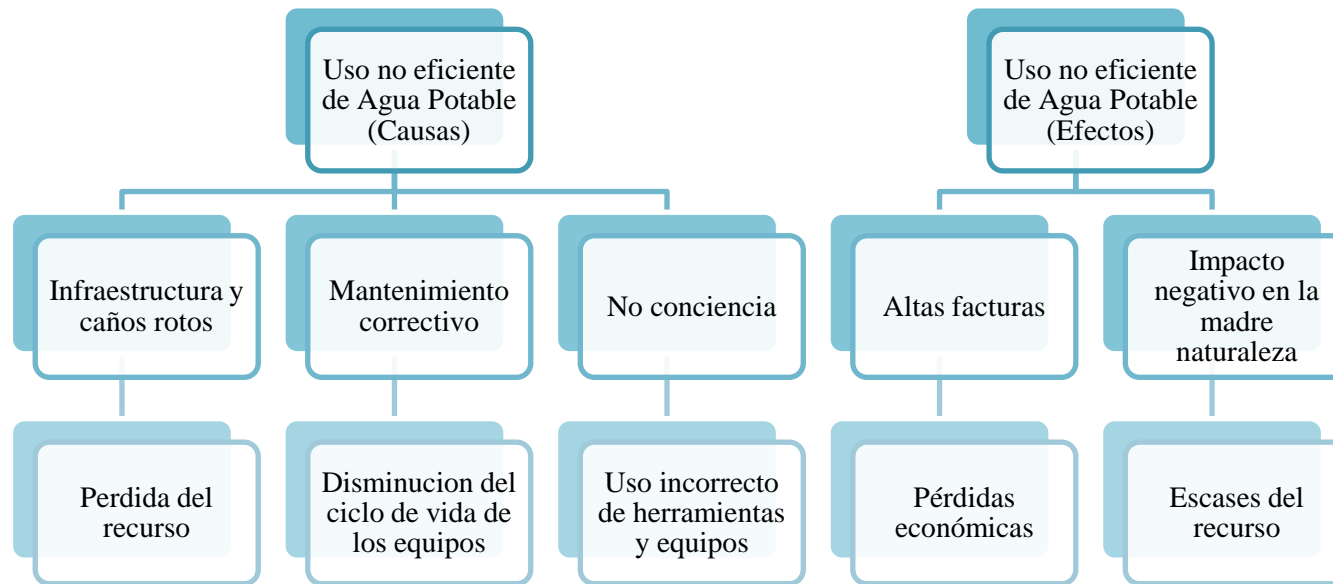 Uso no eficiente
de Agua Potable
(Causas)
Uso no eficiente
de Agua Potable
(Efectos)
Infraestructura y
caños rotos
Mantenimiento
correctivo
No conciencia
Altas facturas
Impacto
negativo en la
madre
naturaleza
Perdida del
recurso
Disminucion del
ciclo de vida de
los equipos
Uso incorrecto
de herramientas
y equipos
Pérdidas
económicas
Escases del
recurso